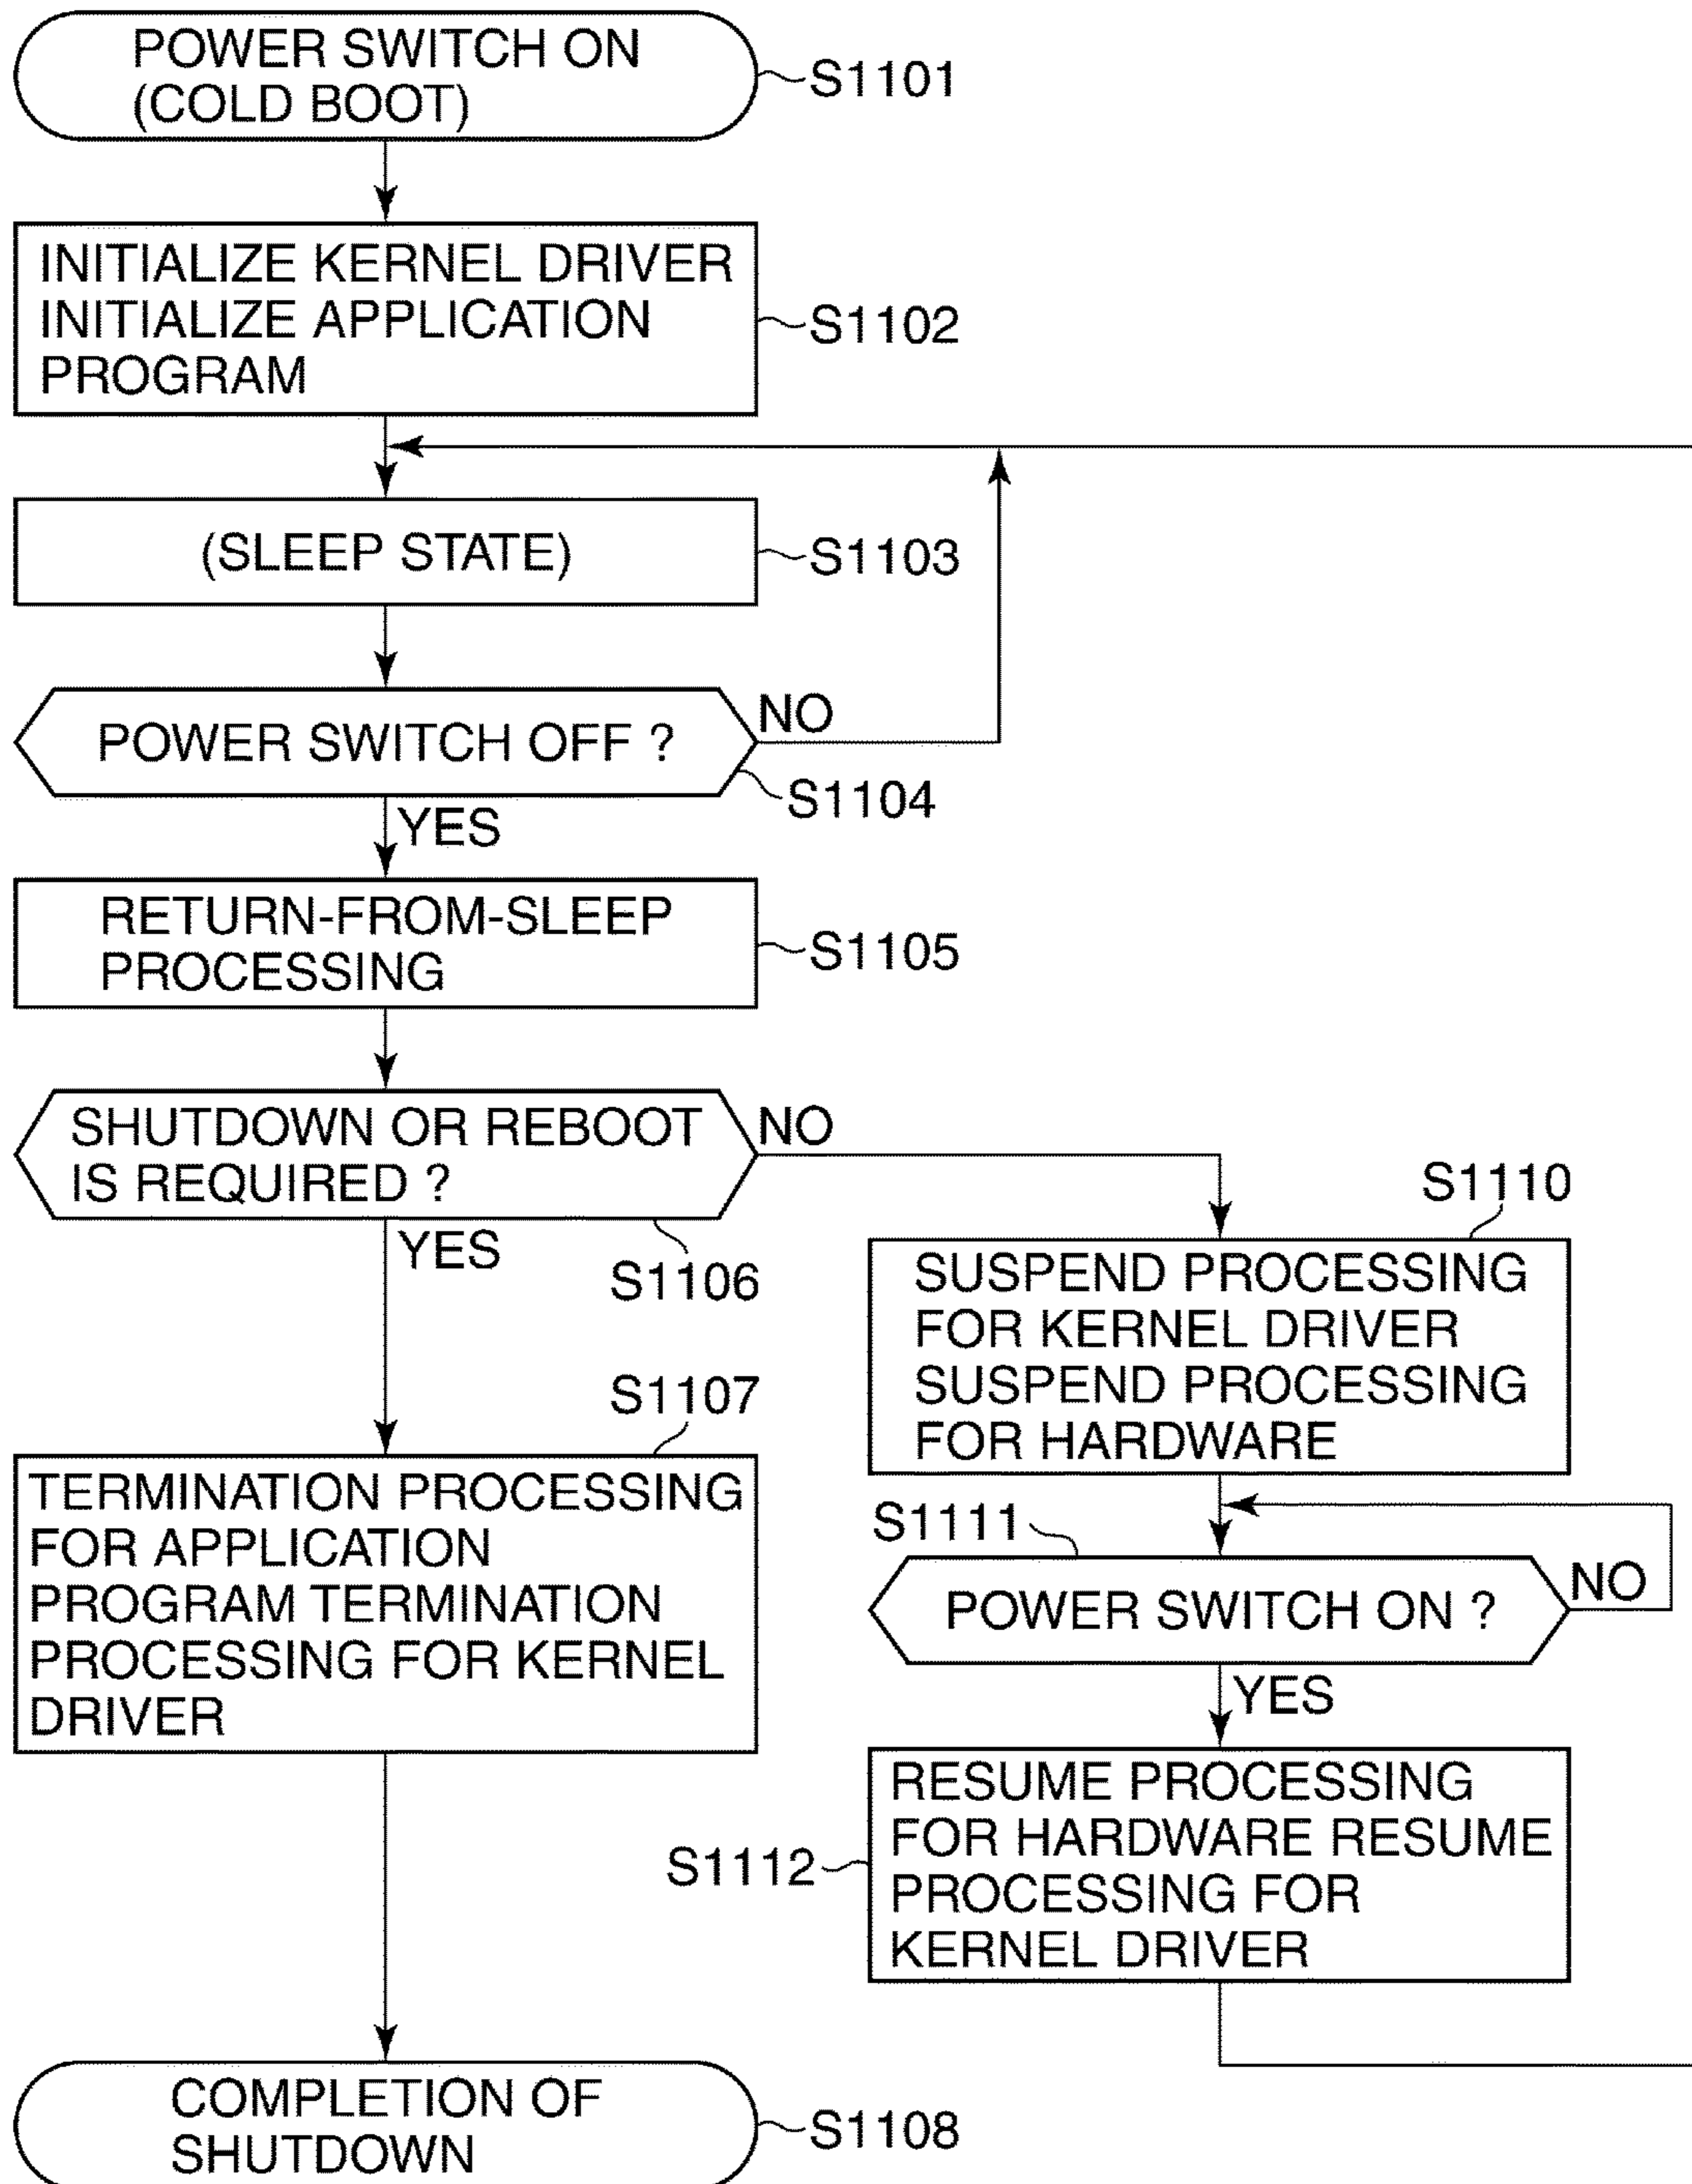 POWER SWITCH ON
(COLD BOOT)
S1101
INITIALIZE KERNEL DRIVER
INITIALIZE APPLICATION
PROGRAM
S1102
(SLEEP STATE)
S1103
POWER SWITCH OFF ?
NO
S1104
YES
RETURN-FROM-SLEEP
PROCESSING
S1105
SHUTDOWN OR REBOOT
IS REQUIRED ?
NO
S1106
YES
S1110
SUSPEND PROCESSING
FOR KERNEL DRIVER
SUSPEND PROCESSING
FOR HARDWARE
S1107
TERMINATION PROCESSING
FOR APPLICATION
PROGRAM TERMINATION
PROCESSING FOR KERNEL
DRIVER
S1111
POWER SWITCH ON ?
NO
YES
RESUME PROCESSING
FOR HARDWARE RESUME
PROCESSING FOR
KERNEL DRIVER
S1112
COMPLETION OF
SHUTDOWN
S1108